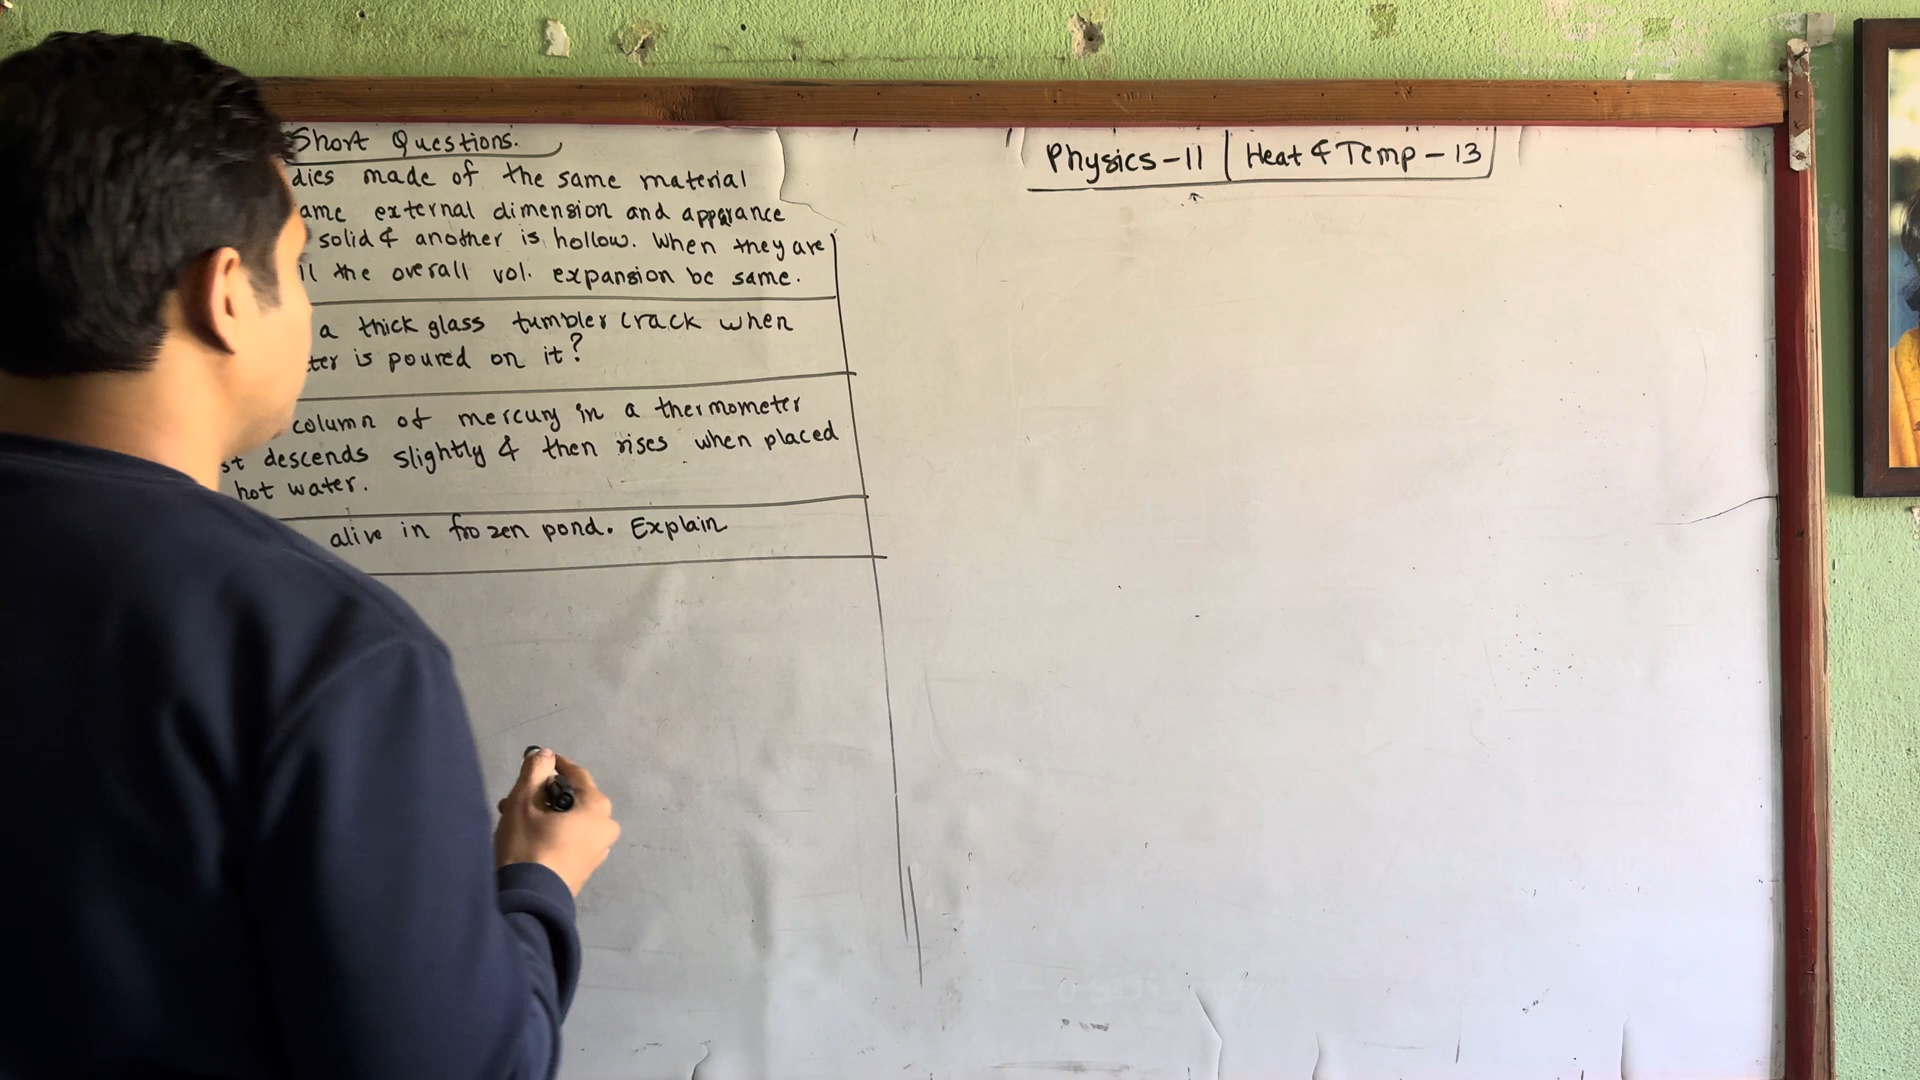 Short Questions.
dies made of the same material
ame external dimension and apparance
solid & another is hollow. When they are
ll the overall vol. expansion be same.
a thick glass tumbler crack when
ter is poured on it?
column of mercury in a thermometer
st descends slightly & then rises when placed
hot water.
alive in frozen pond. Explain
Physics-11 | Heat & Temp - 13